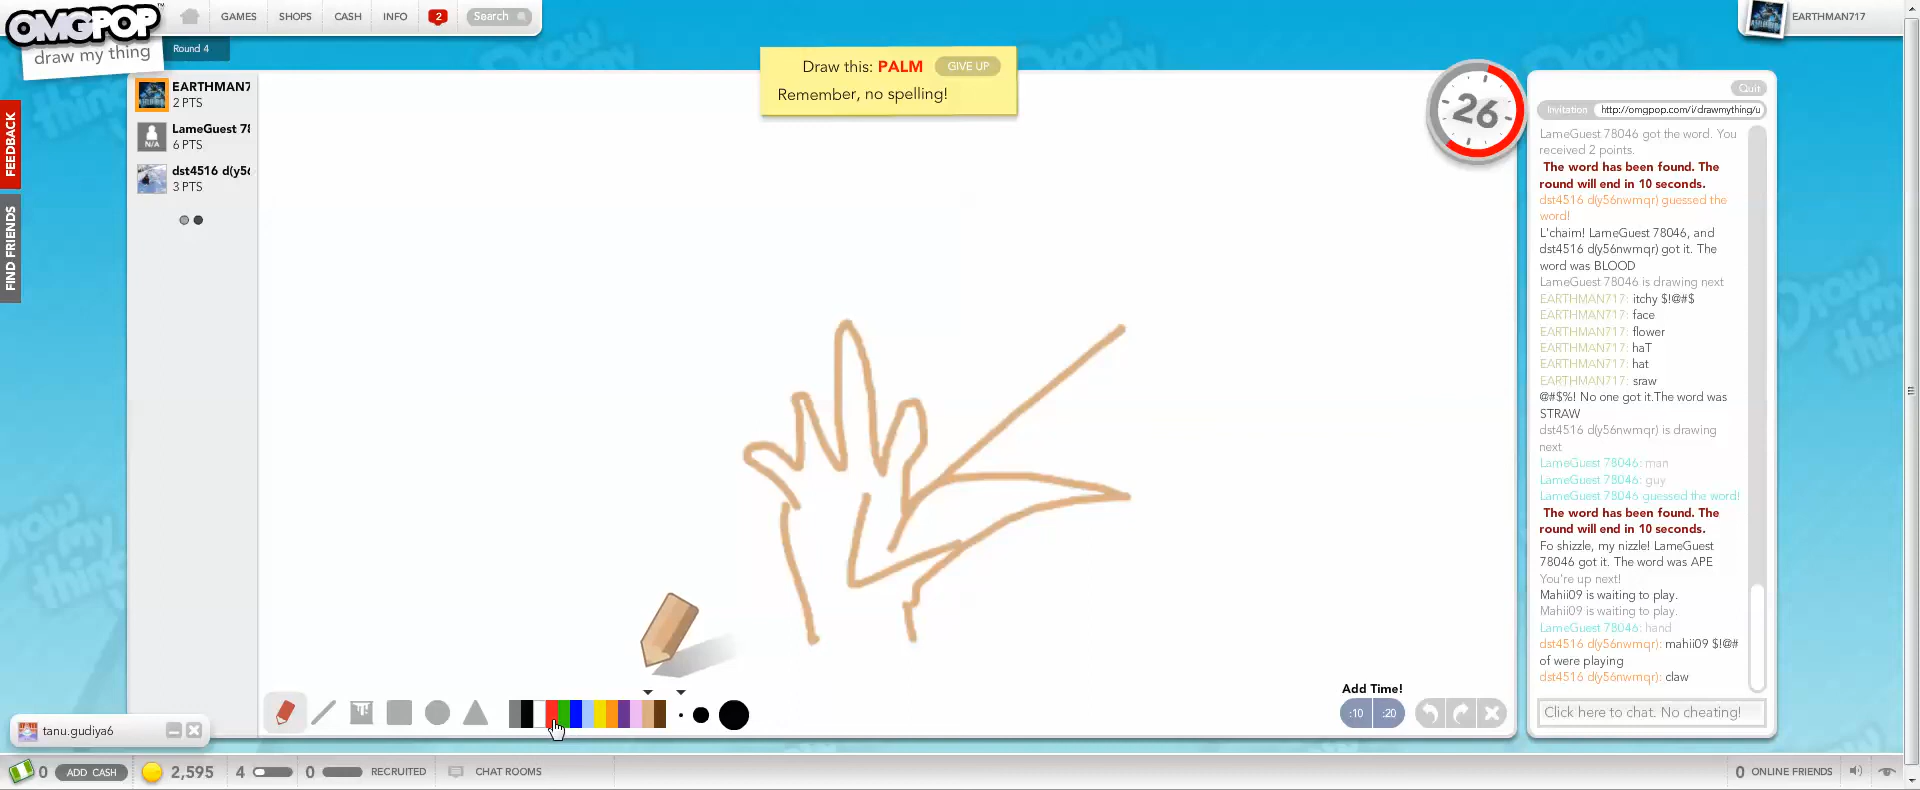 OMGPOP™
draw my thing
GAMES
SHOPS
CASH
INFO
2
Search
EARTHMAN717
Round 4
FEEDBACK
FIND FRIENDS
EARTHMAN7
2 PTS
LameGuest 78
6 PTS
N/A
dst4516 d(y56
3 PTS
Draw this: PALM GIVE UP
Remember, no spelling!
26
Quit
Invitation http://omgpop.com/i/drawmything/u
LameGuest 78046 got the word. You
received 2 points.
The word has been found. The
round will end in 10 seconds.
dst4516 d(y56nwmqr) guessed the
word!
L'chaim! LameGuest 78046, and
dst4516 d(y56nwmqr) got it. The
word was BLOOD
LameGuest 78046 is drawing next
EARTHMAN717: itchy $!@#$
EARTHMAN717: face
EARTHMAN717: flower
EARTHMAN717: haT
EARTHMAN717: hat
EARTHMAN717: sraw
@#$%! No one got it.The word was
STRAW
dst4516 d(y56nwmqr) is drawing
next
LameGuest 78046: man
LameGuest 78046: guy
LameGuest 78046 guessed the word!
The word has been found. The
round will end in 10 seconds.
Fo shizzle, my nizzle! LameGuest
78046 got it. The word was APE
You're up next!
Mahii09 is waiting to play.
Mahii09 is waiting to play.
LameGuest 78046: hand
dst4516 d(y56nwmqr): mahii09 $!@#
of were playing
dst4516 d(y56nwmqr): claw
Click here to chat. No cheating!
Add Time!
:10 :20
tanu.gudiya6
0 ADD CASH 2,595 4 0 RECRUITED CHAT ROOMS
0 ONLINE FRIENDS